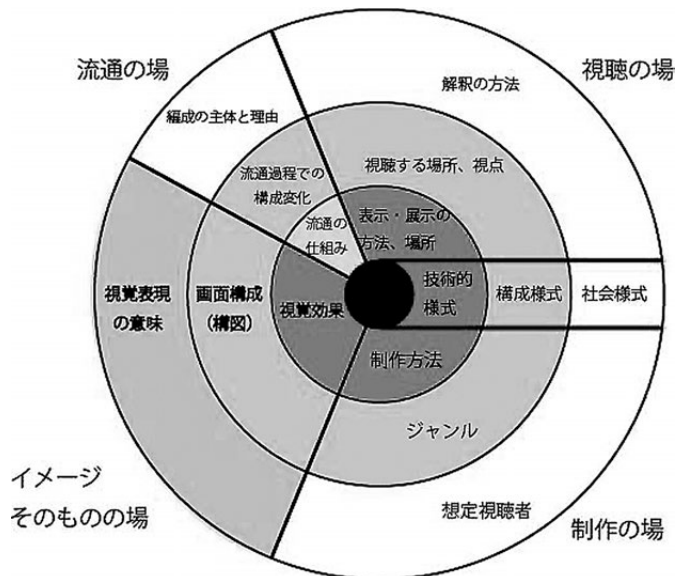 流通の場
視聴の場
解釈の方法
編成の主体と理由
視聴する場所、視点
流通過程での
構成変化
流通の
仕組み
表示・展示の
方法、場所
視覚表現
の意味
画面構成
（構図）
視覚効果
技術的
様式
構成様式
社会様式
制作方法
ジャンル
想定視聴者
イメージ
そのものの場
制作の場